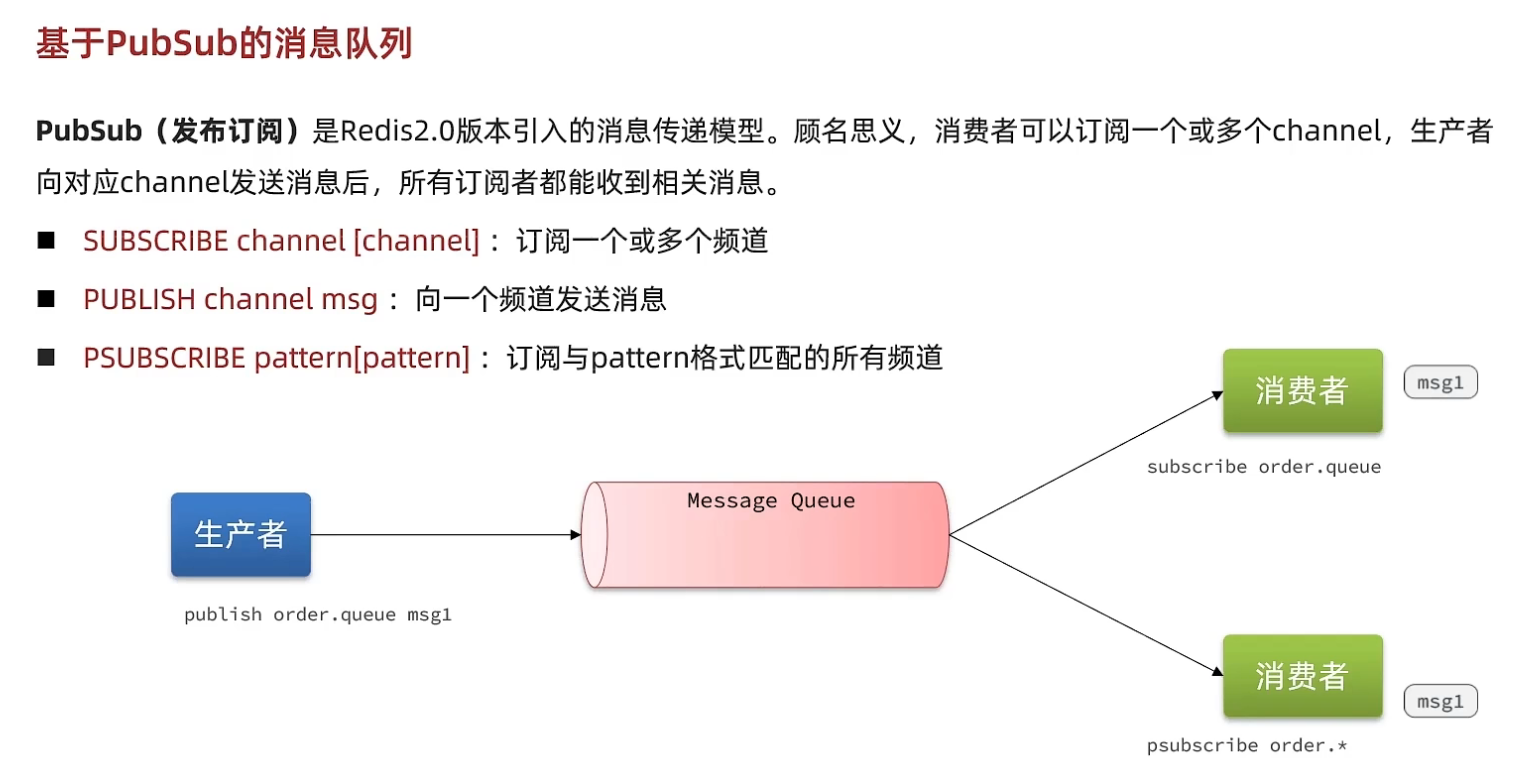 基于PubSub的消息队列
PubSub（发布订阅）是Redis2.0版本引入的消息传递模型。顾名思义，消费者可以订阅一个或多个channel，生产者
向对应channel发送消息后，所有订阅者都能收到相关消息。
SUBSCRIBE channel [channel] ：订阅一个或多个频道
PUBLISH channel msg ：向一个频道发送消息
PSUBSCRIBE pattern[pattern] ：订阅与pattern格式匹配的所有频道
消费者
msg1
subscribe order.queue
Message Queue
生产者
publish order.queue msg1
消费者
msg1
psubscribe order.*